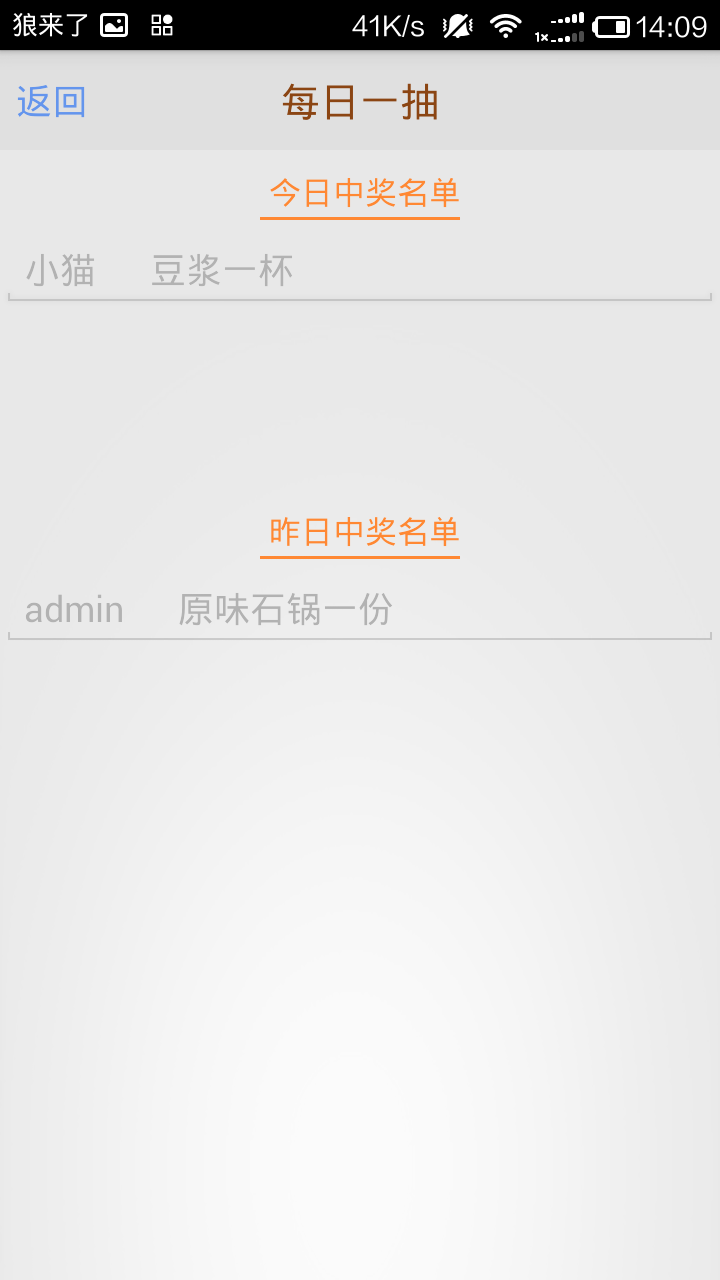 狼来了 41K/s 1x 14:09
返回 每日一抽
今日中奖名单
小猫 豆浆一杯
昨日中奖名单
admin 原味石锅一份